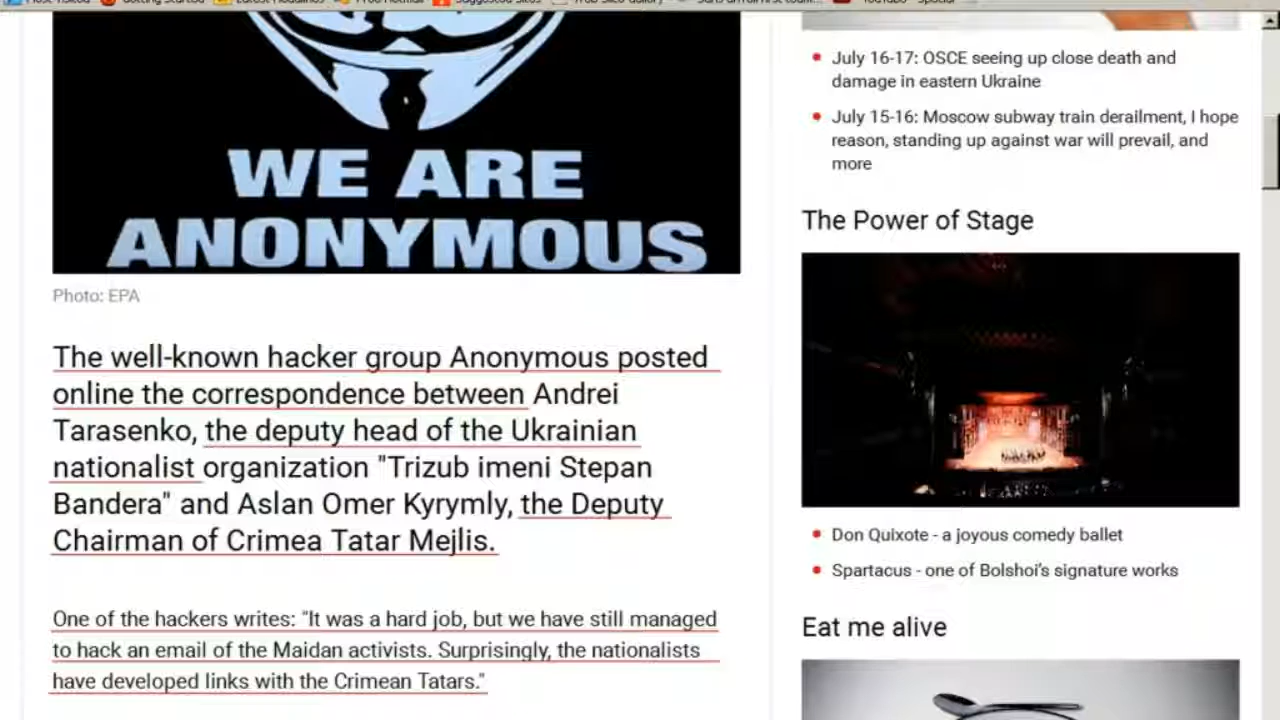 WE ARE
ANONYMOUS
Photo: EPA
The well-known hacker group Anonymous posted
online the correspondence between Andrei
Tarasenko, the deputy head of the Ukrainian
nationalist organization "Trizub imeni Stepan
Bandera" and Aslan Omer Kyrymly, the Deputy
Chairman of Crimea Tatar Mejlis.
One of the hackers writes: "It was a hard job, but we have still managed
to hack an email of the Maidan activists. Surprisingly, the nationalists
have developed links with the Crimean Tatars."
July 16-17: OSCE seeing up close death and
damage in eastern Ukraine
July 15-16: Moscow subway train derailment, I hope
reason, standing up against war will prevail, and
more
The Power of Stage
Don Quixote - a joyous comedy ballet
Spartacus - one of Bolshoi's signature works
Eat me alive